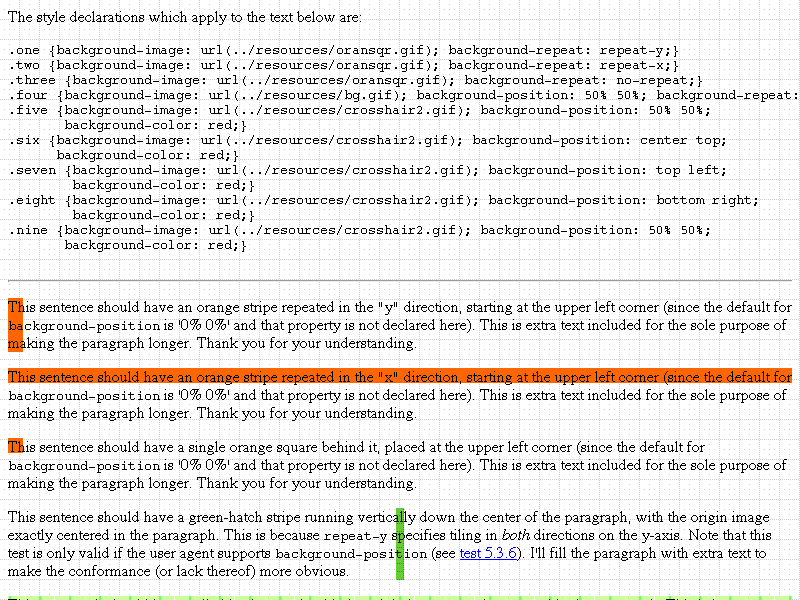 The style declarations which apply to the text below are:
.one {background-image: url(../resources/oransqr.gif); background-repeat: repeat-y;}
.two {background-image: url(../resources/oransqr.gif); background-repeat: repeat-x;}
.three {background-image: url(../resources/oransqr.gif); background-repeat: no-repeat;}
.four {background-image: url(../resources/bg.gif); background-position: 50% 50%; background-repeat:
.five {background-image: url(../resources/crosshair2.gif); background-position: 50% 50%;
background-color: red;}
.six {background-image: url(../resources/crosshair2.gif); background-position: center top;
background-color: red;}
.seven {background-image: url(../resources/crosshair2.gif); background-position: top left;
background-color: red;}
.eight {background-image: url(../resources/crosshair2.gif); background-position: bottom right;
background-color: red;}
.nine {background-image: url(../resources/crosshair2.gif); background-position: 50% 50%;
background-color: red;}
This sentence should have an orange stripe repeated in the "y" direction, starting at the upper left corner (since the default for
background-position is '0% 0%' and that property is not declared here). This is extra text included for the sole purpose of
making the paragraph longer. Thank you for your understanding.
This sentence should have an orange stripe repeated in the "x" direction, starting at the upper left corner (since the default for
background-position is '0% 0%' and that property is not declared here). This is extra text included for the sole purpose of
making the paragraph longer. Thank you for your understanding.
This sentence should have a single orange square behind it, placed at the upper left corner (since the default for
background-position is '0% 0%' and that property is not declared here). This is extra text included for the sole purpose of
making the paragraph longer. Thank you for your understanding.
This sentence should have a green-hatch stripe running vertically down the center of the paragraph, with the origin image
exactly centered in the paragraph. This is because repeat-y specifies tiling in both directions on the y-axis. Note that this
test is only valid if the user agent supports background-position (see test 5.3.6). I'll fill the paragraph with extra text to
make the conformance (or lack thereof) more obvious.